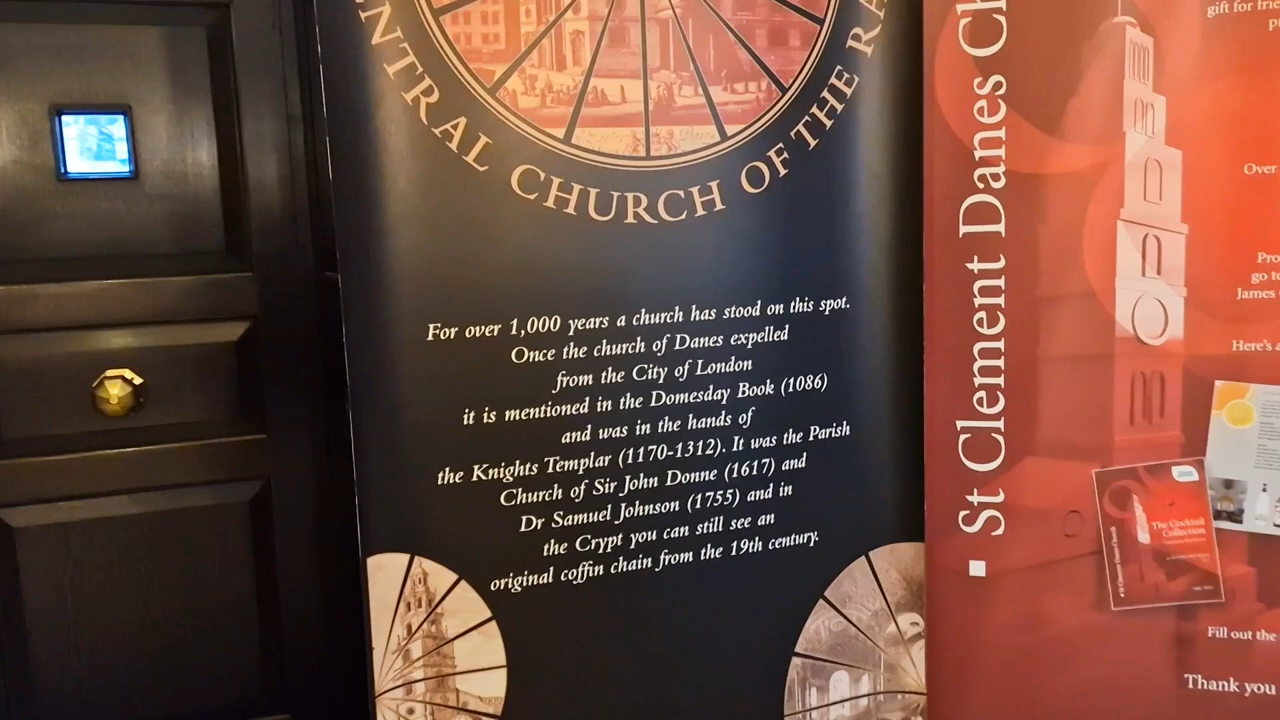 ENTRAL CHURCH OF THE RA
For over 1,000 years a church has stood on this spot.
Once the church of Danes expelled
from the City of London
it is mentioned in the Domesday Book (1086)
and was in the hands of
the Knights Templar (1170-1312). It was the Parish
Church of Sir John Donne (1617) and
Dr Samuel Johnson (1755) and in
the Crypt you can still see an
original coffin chain from the 19th century.
St Clement Danes Ch
gift for frie
Over
Pro
go to
James
Here's a
The Cocktail
Collection
Fill out the
Thank you